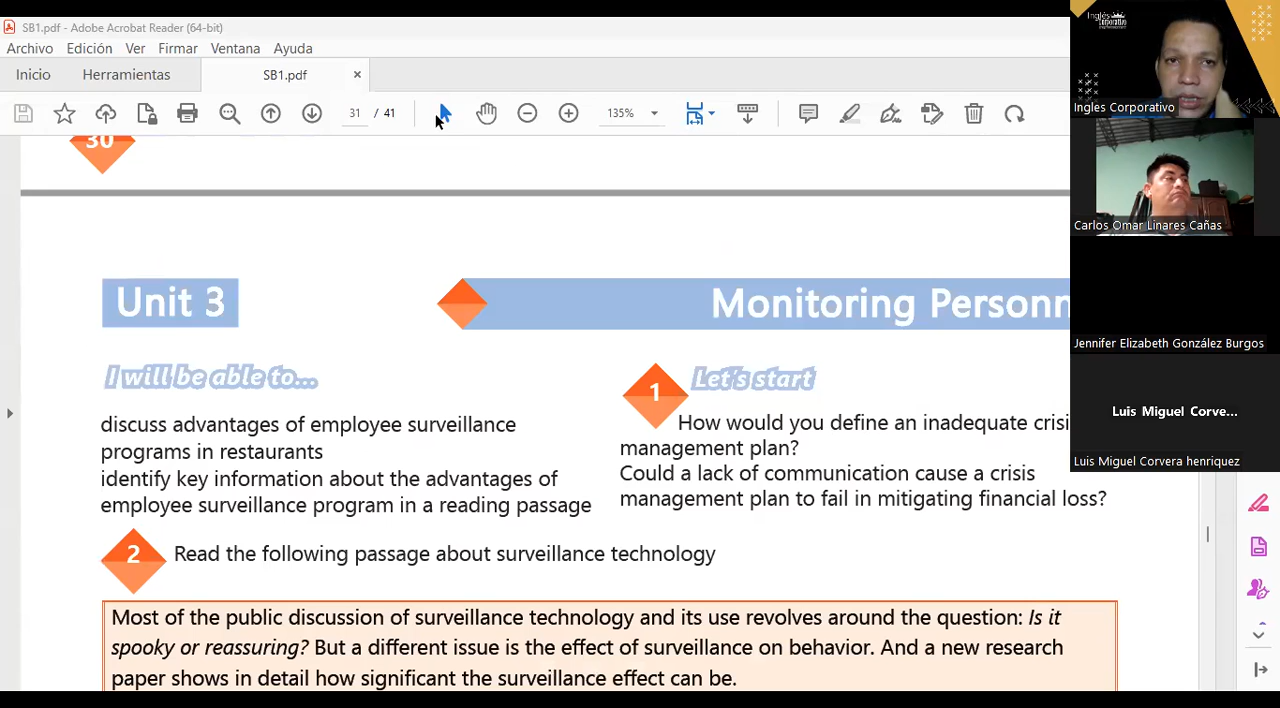 SB1.pdf - Adobe Acrobat Reader (64-bit)
Archivo Edición Ver Firmar Ventana Ayuda
Inicio Herramientas SB1.pdf ×
31 / 41 135%
30
Unit 3 Monitoring Personn
I will be able to...
discuss advantages of employee surveillance
programs in restaurants
identify key information about the advantages of
employee surveillance program in a reading passage
1 Let's start
How would you define an inadequate crisi
management plan?
Could a lack of communication cause a crisis
management plan to fail in mitigating financial loss?
2 Read the following passage about surveillance technology
Most of the public discussion of surveillance technology and its use revolves around the question: Is it
spooky or reassuring? But a different issue is the effect of surveillance on behavior. And a new research
paper shows in detail how significant the surveillance effect can be.
Inglés
Corporativo
Ingles Corporativo
Carlos Omar Linares Cañas
Jennifer Elizabeth González Burgos
Luis Miguel Corve...
Luis Miguel Corvera henriquez